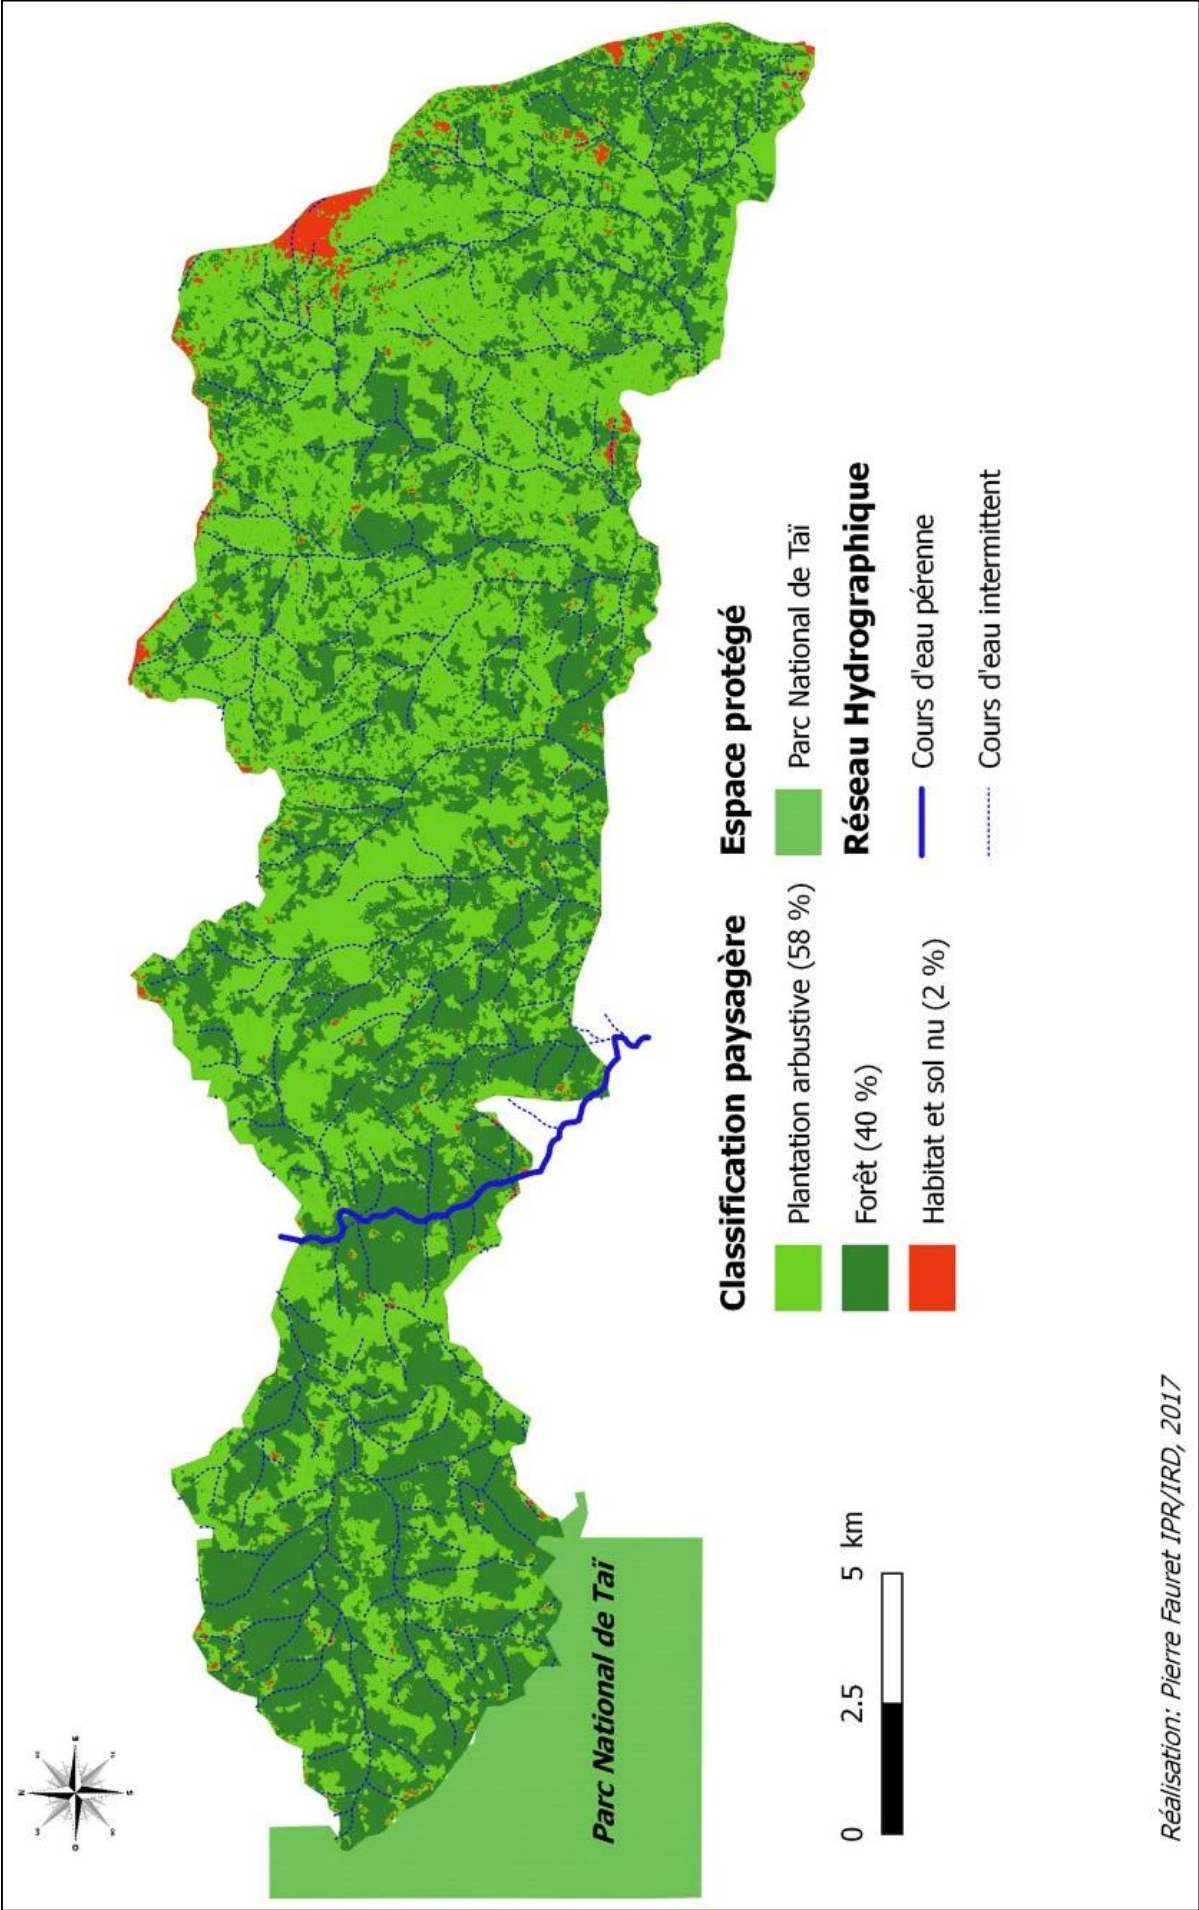 N
E
S
O
Parc National de Taï
Classification paysagère
Plantation arbustive (58 %)
Forêt (40 %)
Habitat et sol nu (2 %)
Espace protégé
Parc National de Taï
Réseau Hydrographique
Cours d'eau pérenne
Cours d'eau intermittent
0 2.5 5 km
Réalisation: Pierre Fauret IPR/IRD, 2017